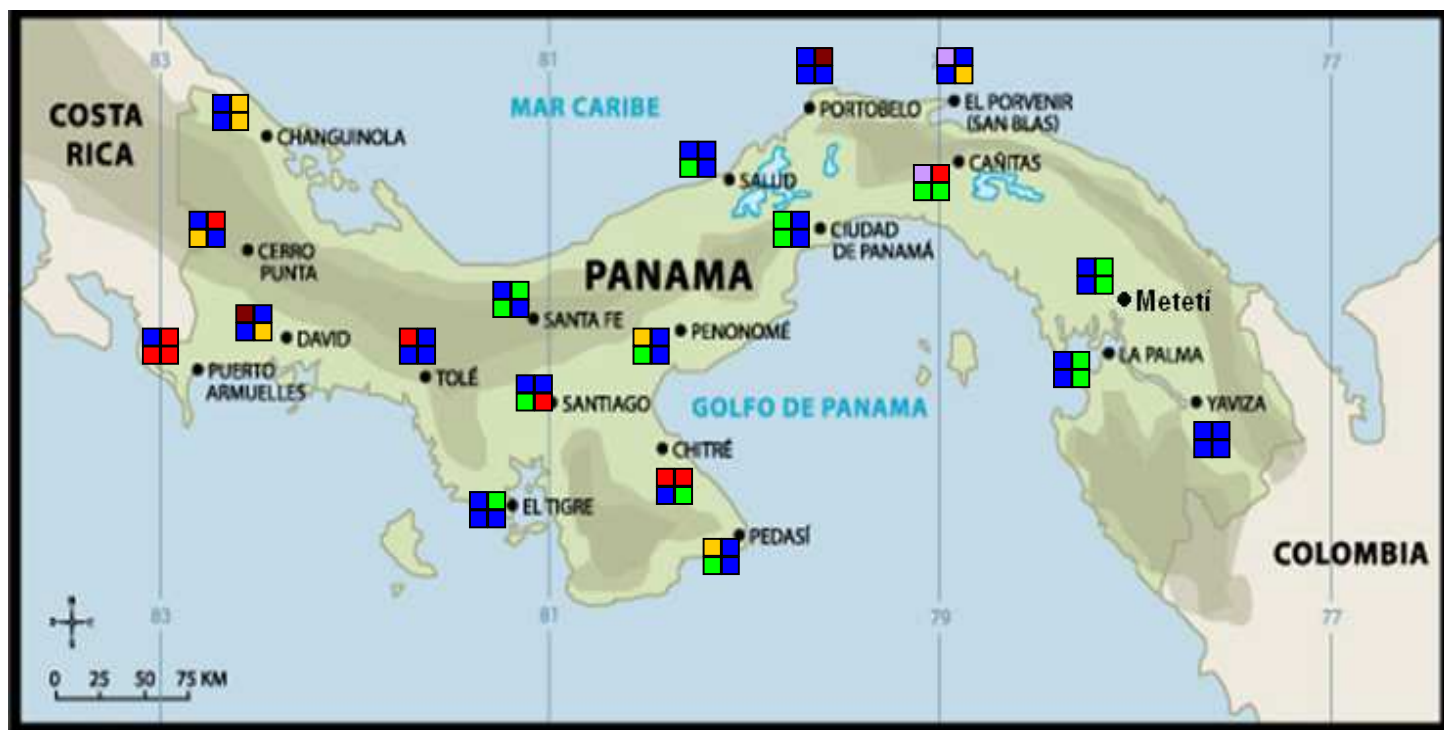 83
81
77
COSTA
RICA
MAR CARIBE
PORTOBELO
EL PORVENIR
(SAN BLAS)
CHANGUINOLA
SALUD
CAÑITAS
CERRO
PUNTA
CIUDAD
DE PANAMÁ
PANAMA
Metetí
SANTA FE
DAVID
PENONOMÉ
LA PALMA
PUERTO
ARMUELLES
TOLÉ
SANTIAGO
GOLFO DE PANAMA
YAVIZA
CHITRÉ
EL TIGRE
PEDASÍ
COLOMBIA
83
81
79
77
0 25 50 75 KM